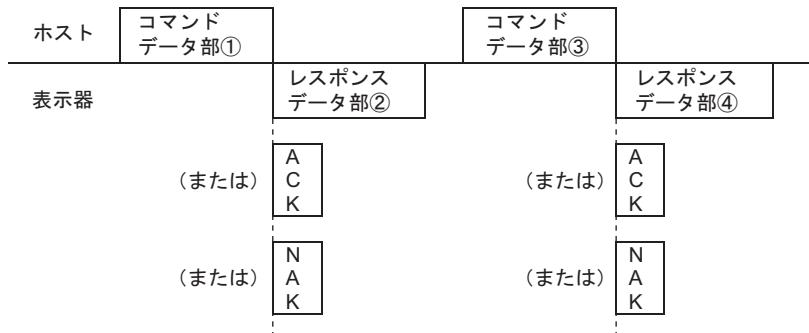 ホスト
コマンド
データ部①
コマンド
データ部③
表示器
レスポンス
データ部②
レスポンス
データ部④
(または)
A
C
K
(または)
A
C
K
(または)
N
A
K
(または)
N
A
K